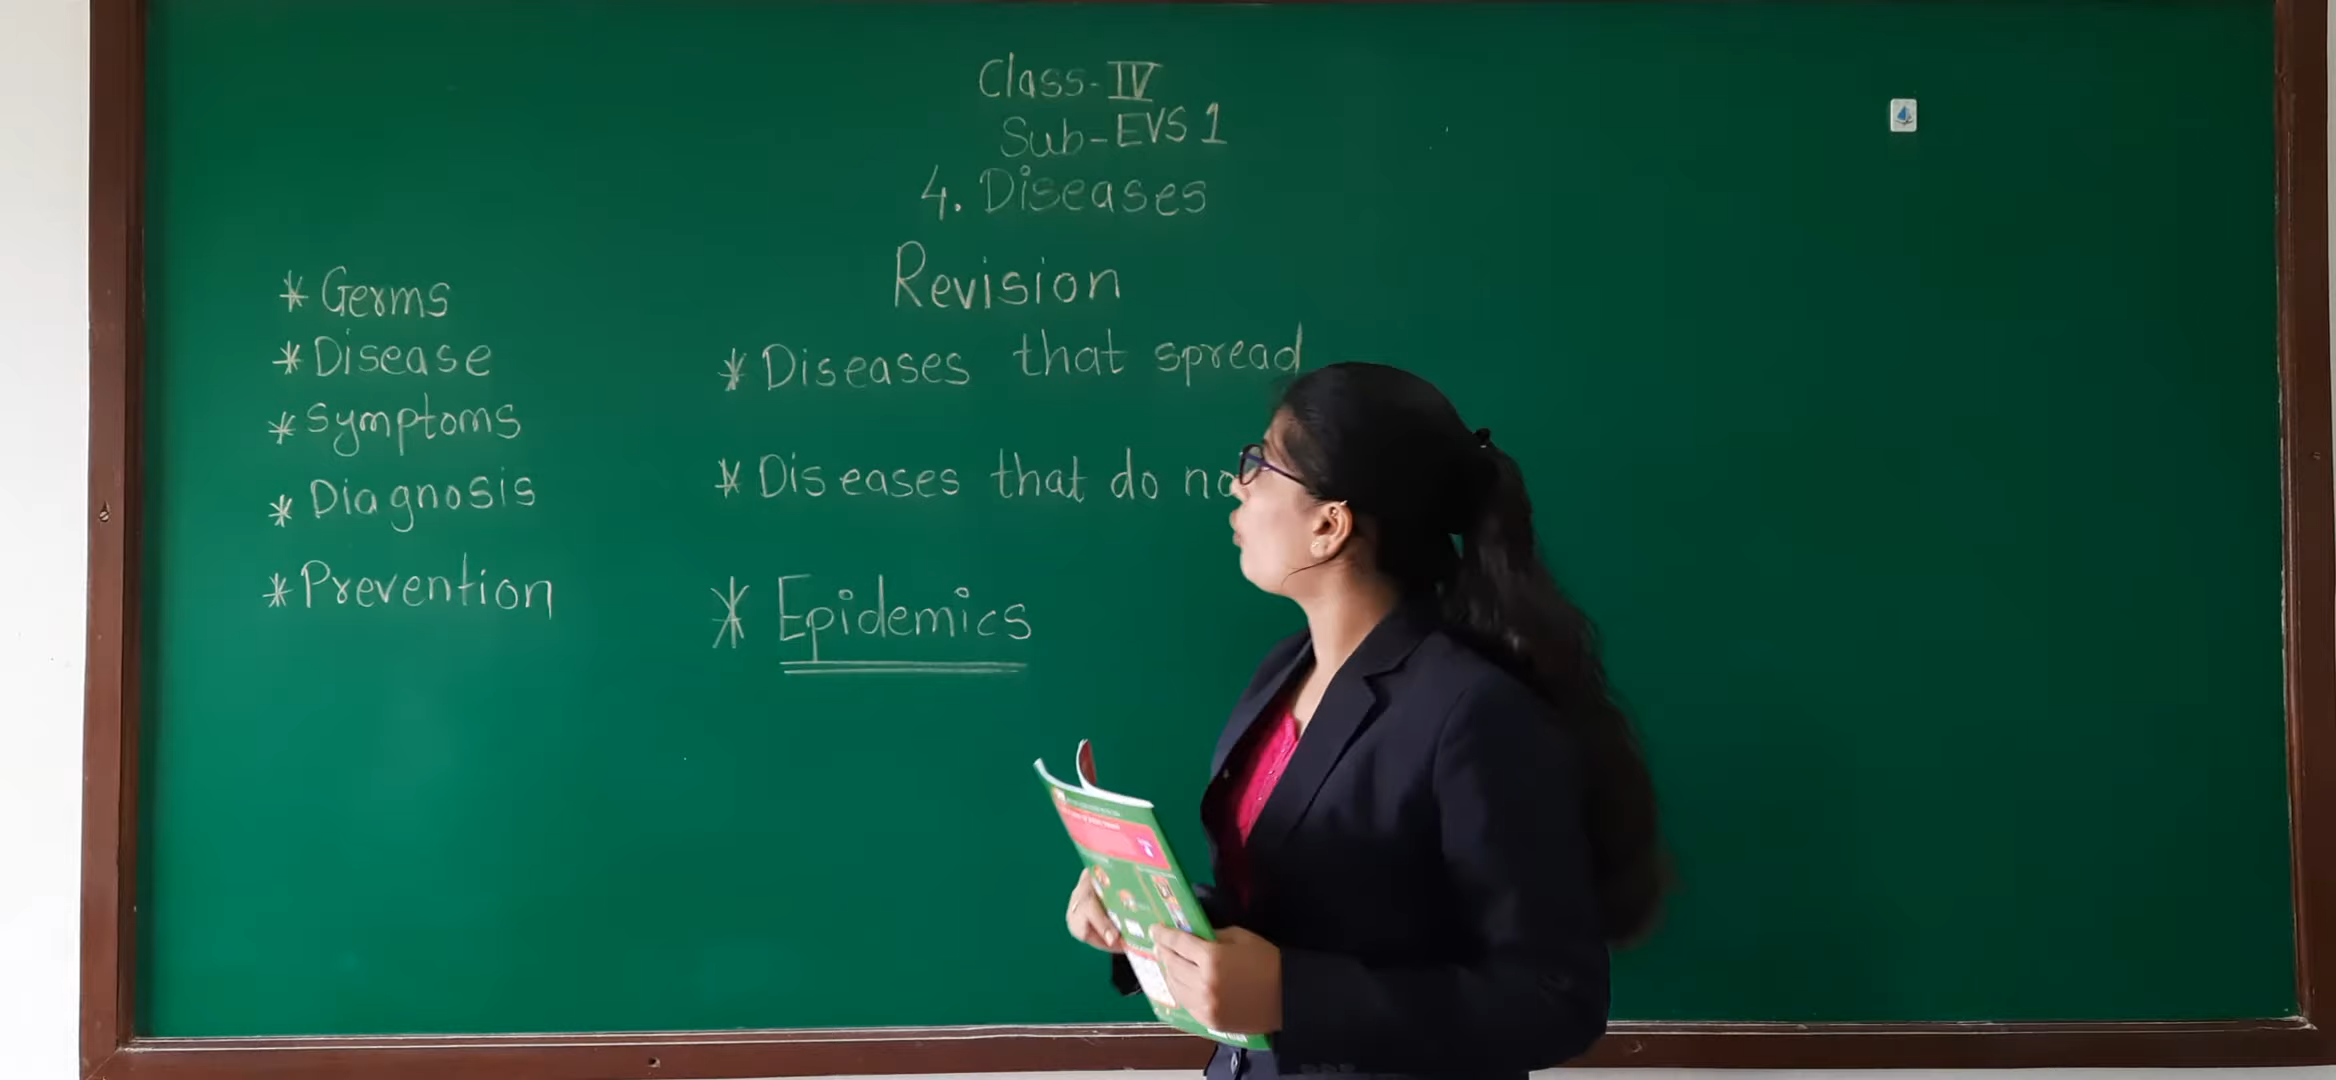 Class-IV
Sub-EVS 1
4. Diseases
Revision
* Germs
* Disease
* Symptoms
* Diagnosis
* Prevention
* Diseases that spread
* Diseases that do
* Epidemics